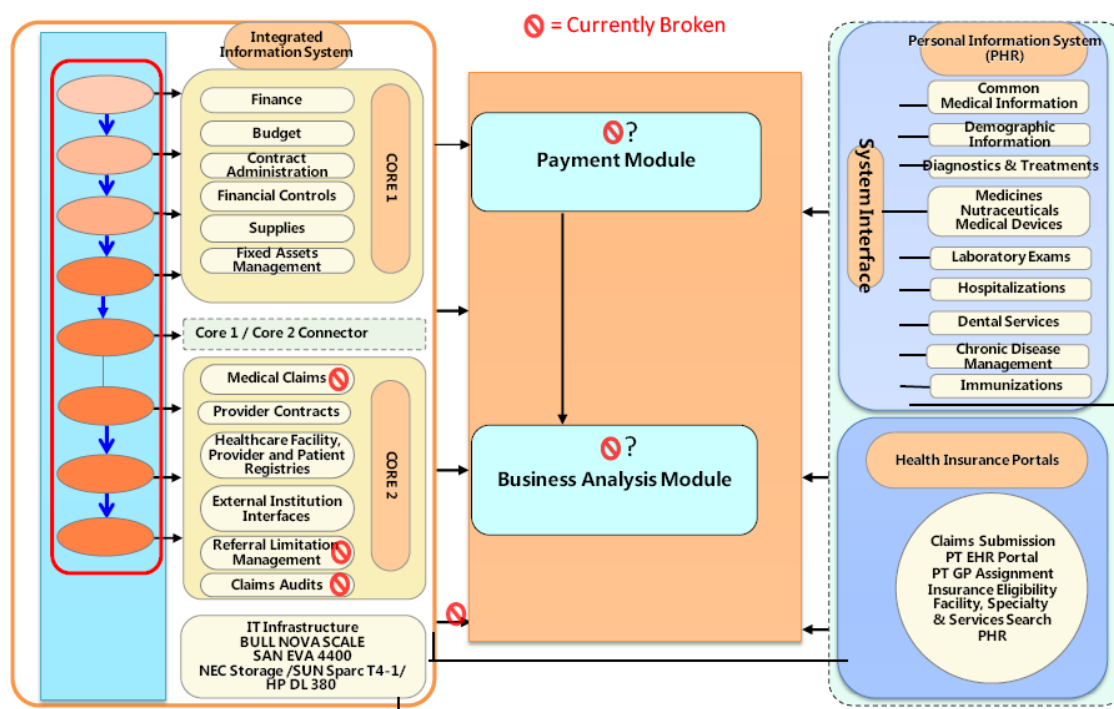 = Currently Broken
Integrated
Information System
Finance
Budget
Contract
Administration
Financial Controls
Supplies
Fixed Assets
Management
CORE 1
Core 1 / Core 2 Connector
Medical Claims
Provider Contracts
Healthcare Facility,
Provider and Patient
Registries
External Institution
Interfaces
Referral Limitation
Management
Claims Audits
CORE 2
IT Infrastructure
BULL NOVA SCALE
SAN EVA 4400
NEC Storage /SUN Sparc T4-1/
HP DL 380
?
Payment Module
?
Business Analysis Module
Personal Information System
(PHR)
System Interface
Common
Medical Information
Demographic
Information
Diagnostics & Treatments
Medicines
Nutraceuticals
Medical Devices
Laboratory Exams
Hospitalizations
Dental Services
Chronic Disease
Management
Immunizations
Health Insurance Portals
Claims Submission
PT EHR Portal
PT GP Assignment
Insurance Eligibility
Facility, Specialty
& Services Search
PHR